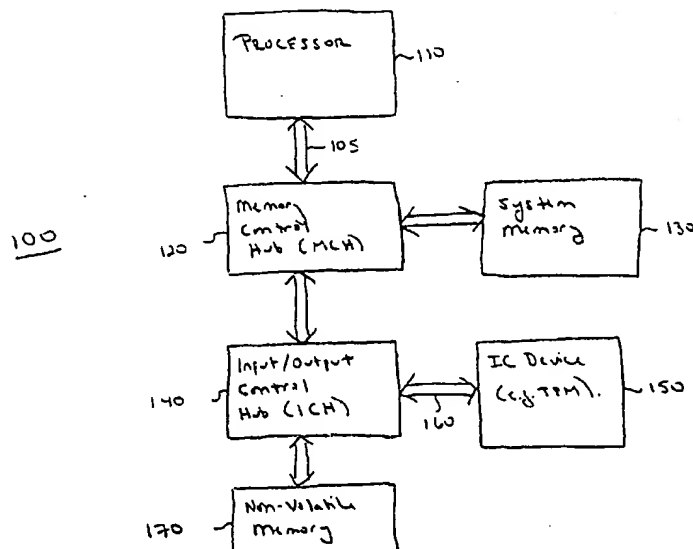 PROCESSOR
110
105
Memory
Control
Hub (MCH)
120
System
Memory
130
100
Input/Output
Control
Hub (ICH)
140
IC Device
(e.g. TPM).
150
160
Non-Volatile
Memory
170